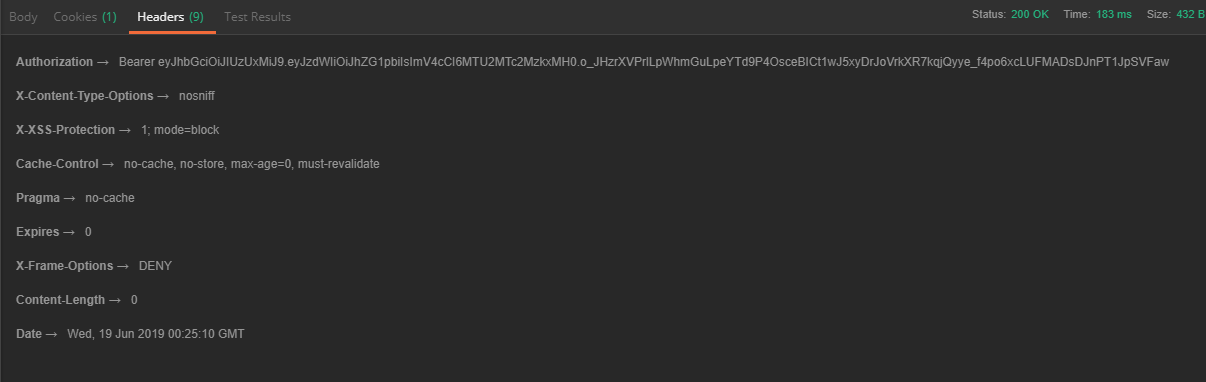 Body Cookies (1) Headers (9) Test Results Status: 200 OK Time: 183 ms Size: 432 B
Authorization → Bearer eyJhbGciOiJIUzUxMiJ9.eyJzdWIiOiJhZG1pbiIsImV4cCI6MTU2MTc2MzkxMH0.o_JHzrXVPrlLpWhmGuLpeYTd9P4OsceBICt1wJ5xyDrJoVrkXR7kqjQyye_f4po6xcLUFMADsDJnPT1JpSVFaw
X-Content-Type-Options → nosniff
X-XSS-Protection → 1; mode=block
Cache-Control → no-cache, no-store, max-age=0, must-revalidate
Pragma → no-cache
Expires → 0
X-Frame-Options → DENY
Content-Length → 0
Date → Wed, 19 Jun 2019 00:25:10 GMT